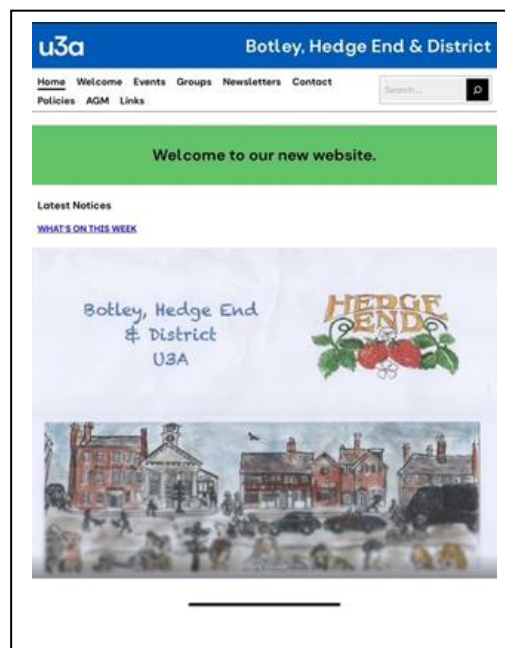 u3a
Botley, Hedge End & District
Home Welcome Events Groups Newsletters Contact
Policies AGM Links
Search ...
Welcome to our new website.
Latest Notices
WHAT'S ON THIS WEEK
Botley, Hedge End
& District
U3A
HEDGE
END